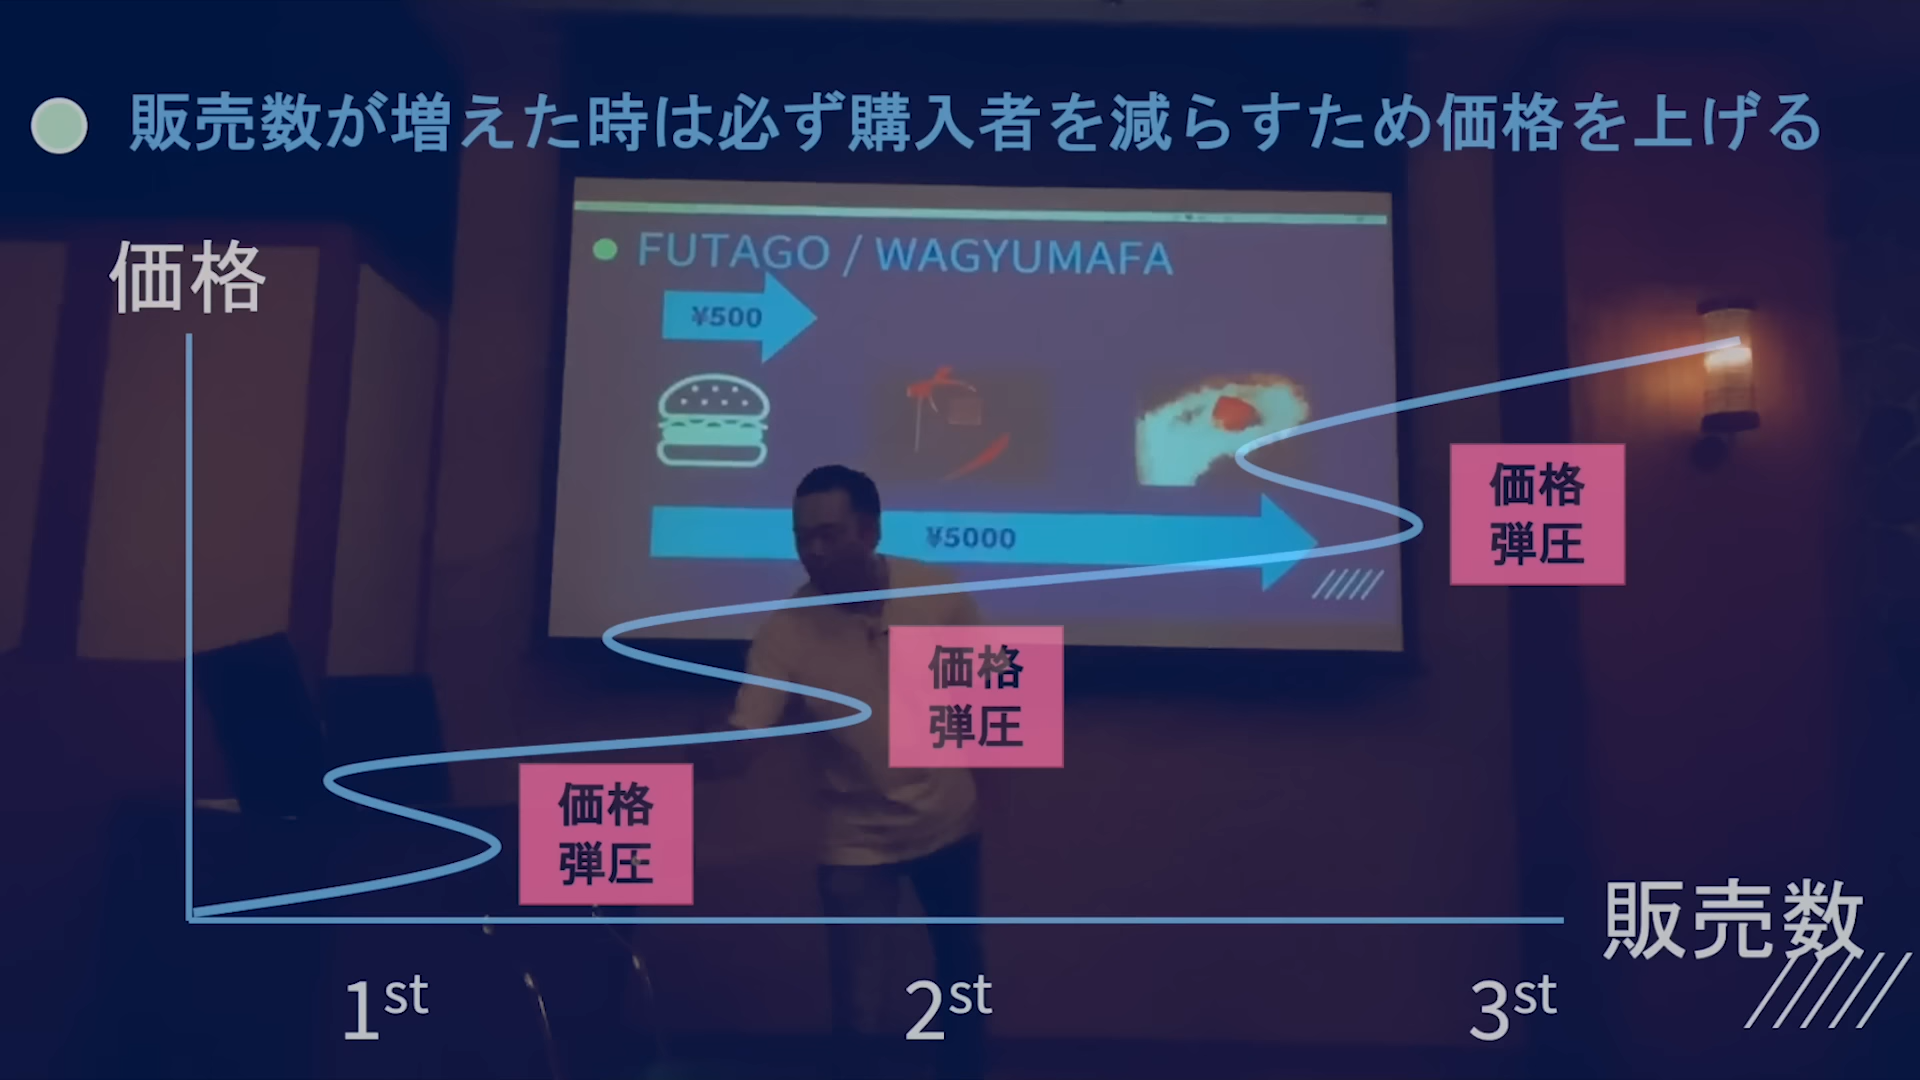 販売数が増えた時は必ず購入者を減らすため価格を上げる
価格
FUTAGO / WAGYUMAFA
¥500
¥5000
価格
弾圧
価格
弾圧
価格
弾圧
販売数
1st
2st
3st